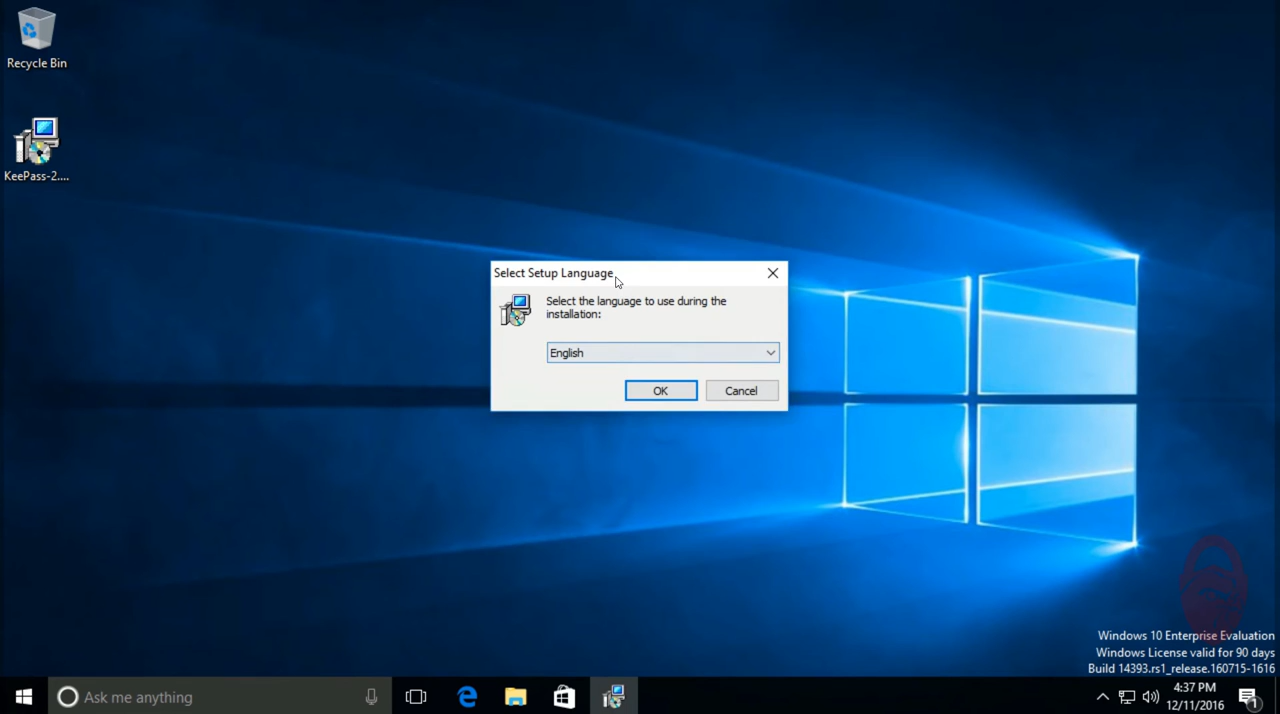 Recycle Bin
KeePass-2....
Select Setup Language
Select the language to use during the
installation:
English
OK
Cancel
Windows 10 Enterprise Evaluation
Windows License valid for 90 days
Build 14393.rs1_release.160715-1616
Ask me anything
4:37 PM
12/11/2016
1